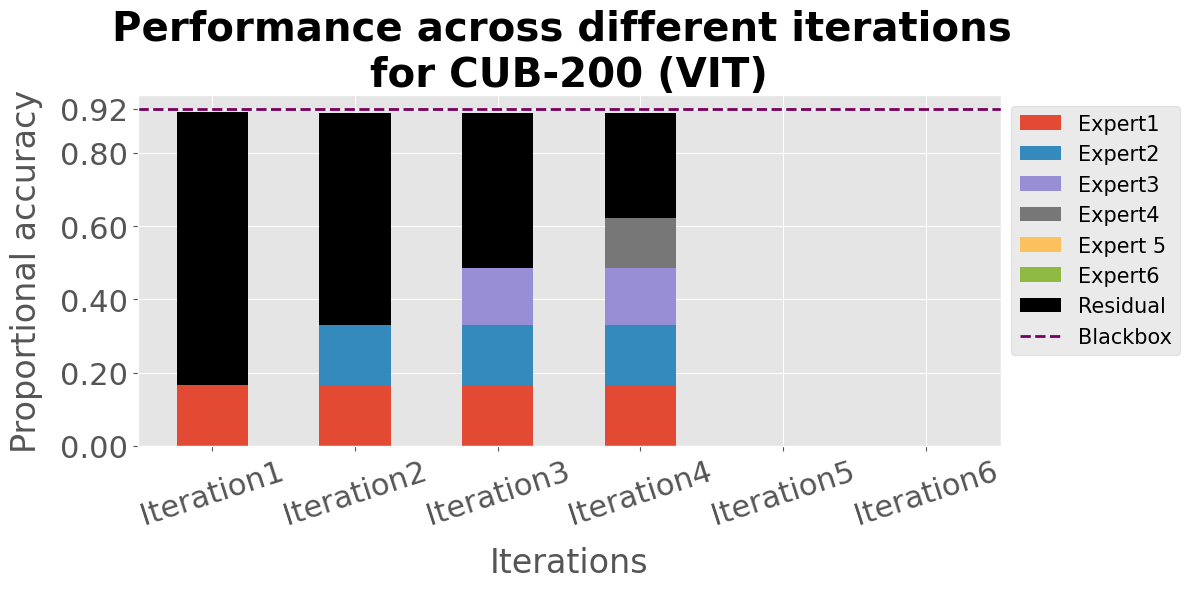 Performance across different iterations
for CUB-200 (VIT)
Proportional accuracy
0.92
0.80
0.60
0.40
0.20
0.00
Iteration1
Iteration2
Iteration3
Iteration4
Iteration5
Iteration6
Iterations
Expert1
Expert2
Expert3
Expert4
Expert 5
Expert6
Residual
Blackbox